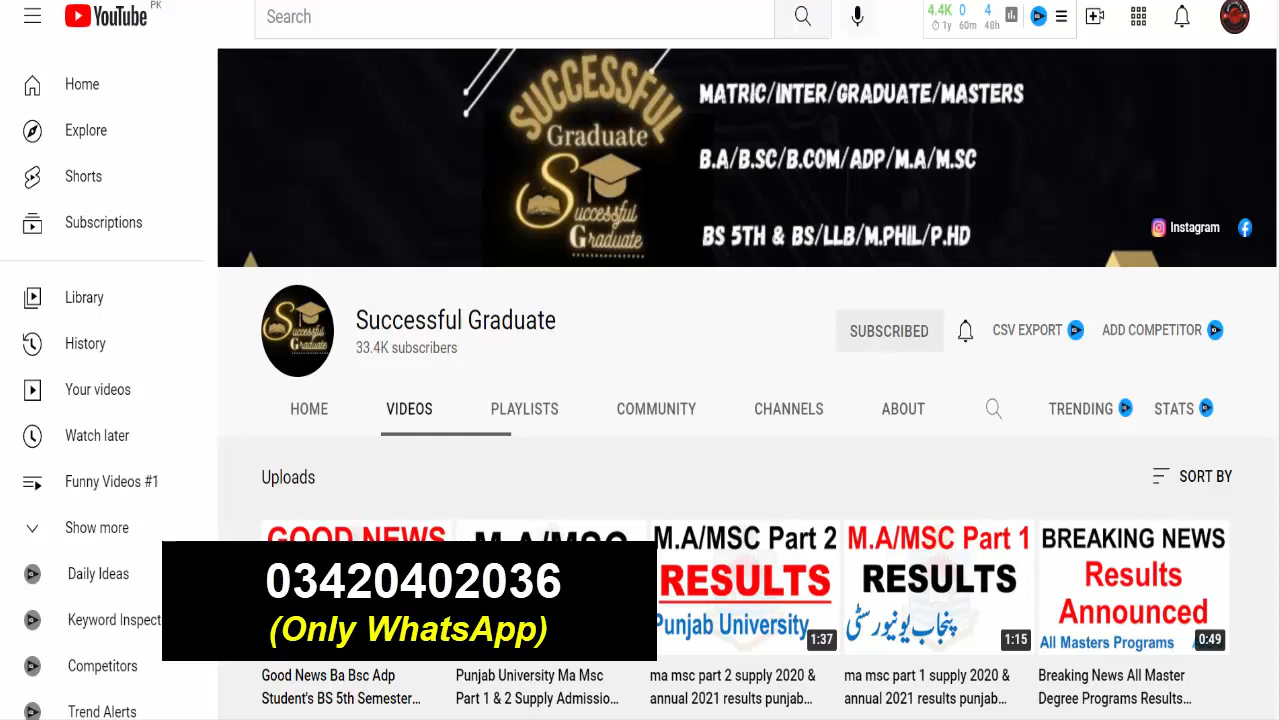 YouTube PK
Search
4.4K 0 4
1y 60m 48h
Home
Explore
Shorts
Subscriptions
Library
History
Your videos
Watch later
Funny Videos #1
Show more
Daily Ideas
Keyword Inspect
Competitors
Trend Alerts
SUCCESSFUL
Graduate
Successful
Graduate
MATRIC/INTER/GRADUATE/MASTERS
B.A/B.SC/B.COM/ADP/M.A/M.SC
BS 5TH & BS/LLB/M.PHIL/P.HD
Instagram
Successful
Graduate
Successful Graduate
33.4K subscribers
SUBSCRIBED
CSV EXPORT
ADD COMPETITOR
HOME VIDEOS PLAYLISTS COMMUNITY CHANNELS ABOUT TRENDING STATS
Uploads
SORT BY
GOOD NEWS
M.A/MSC
03420402036
(Only WhatsApp)
M.A/MSC Part 2
RESULTS
Punjab University
1:37
M.A/MSC Part 1
RESULTS
پنجاب یونیورسٹی
1:15
BREAKING NEWS
Results
Announced
All Masters Programs
0:49
Good News Ba Bsc Adp
Student's BS 5th Semester...
Punjab University Ma Msc
Part 1 & 2 Supply Admissio...
ma msc part 2 supply 2020 &
annual 2021 results punjab...
ma msc part 1 supply 2020 &
annual 2021 results punjab...
Breaking News All Master
Degree Programs Results...